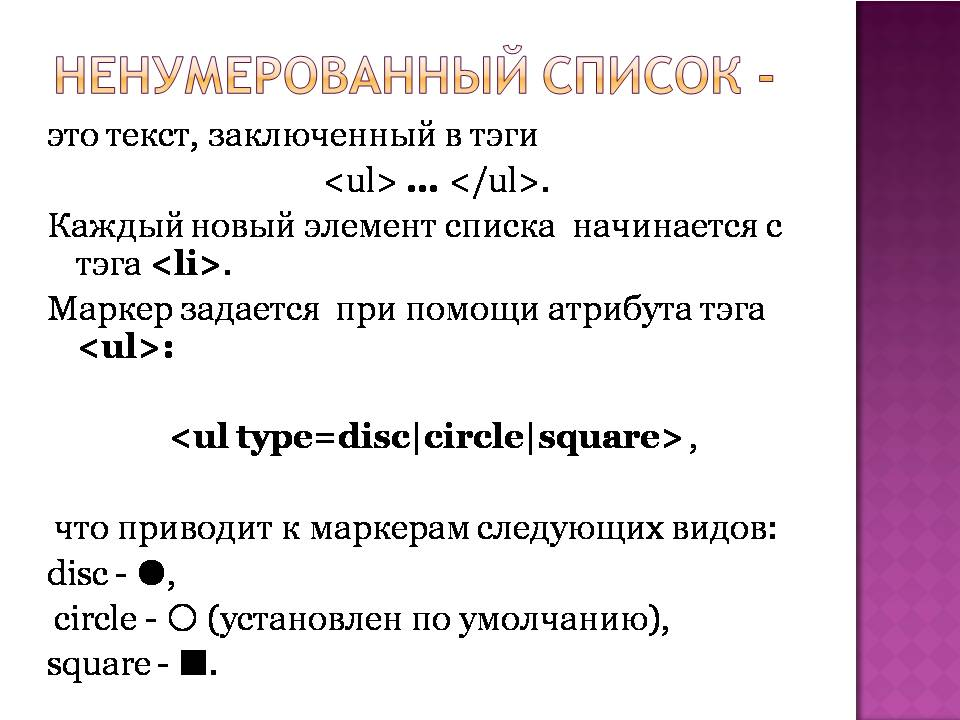 НЕНУМЕРОВАННЫЙ СПИСОК -
это текст, заключенный в тэги
<ul> ... </ul>.
Каждый новый элемент списка начинается с
тэга <li>.
Маркер задается при помощи атрибута тэга
<ul>:
<ul type=disc|circle|square> ,
что приводит к маркерам следующих видов:
disc - ●,
circle - ○ (установлен по умолчанию),
square - ■.